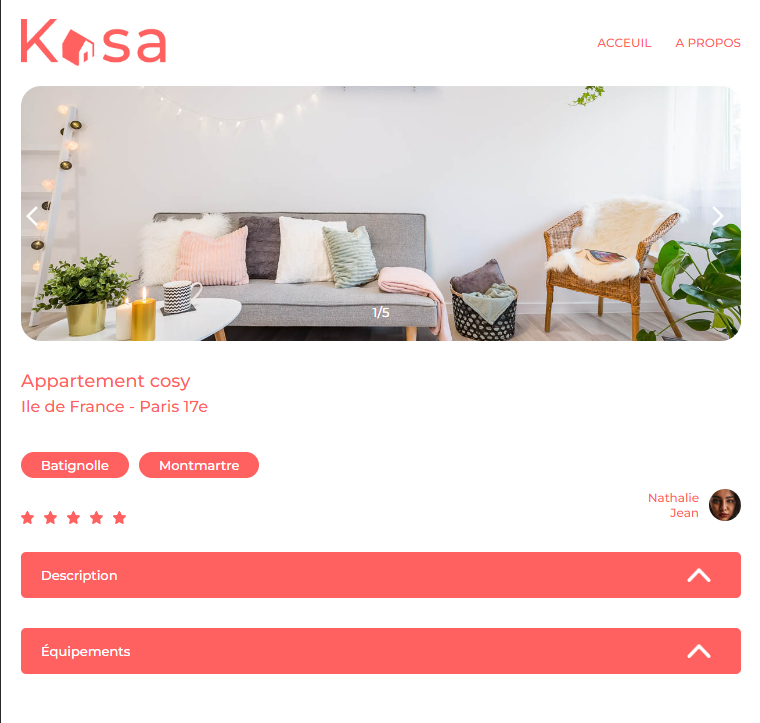 Kasa
ACCEUIL A PROPOS
1/5
Appartement cosy
Ile de France - Paris 17e
Batignolle Montmartre
Nathalie
Jean
Description
Équipements